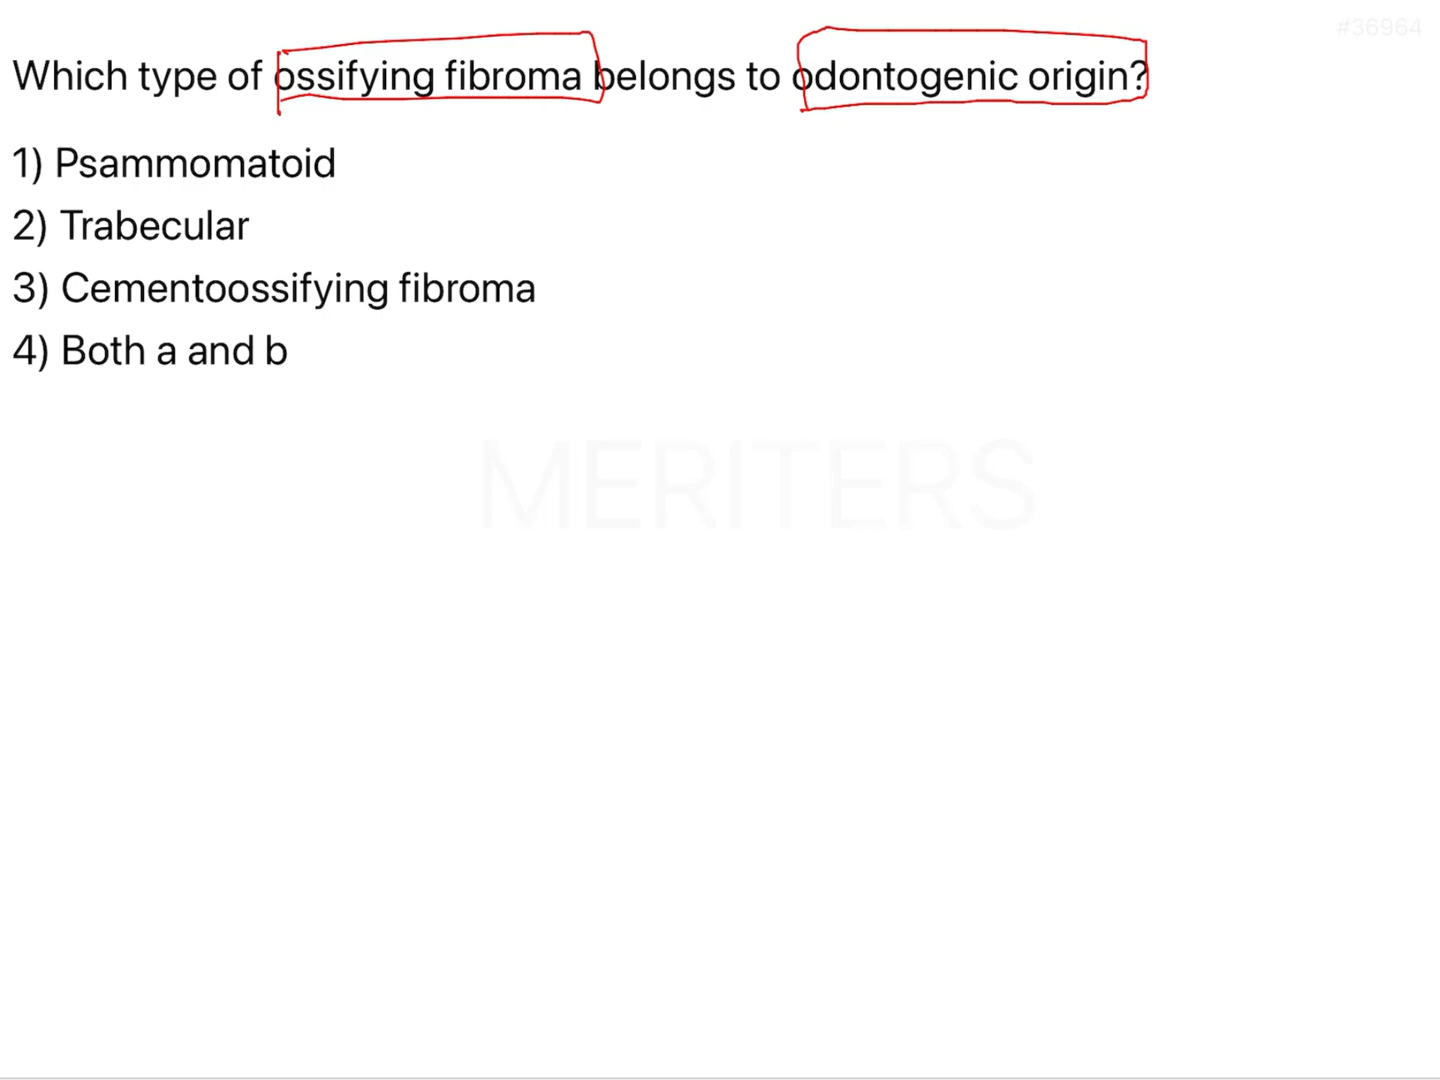 #36964
Which type of ossifying fibroma belongs to odontogenic origin?
1) Psammomatoid
2) Trabecular
3) Cementoossifying fibroma
4) Both a and b
MERITERS